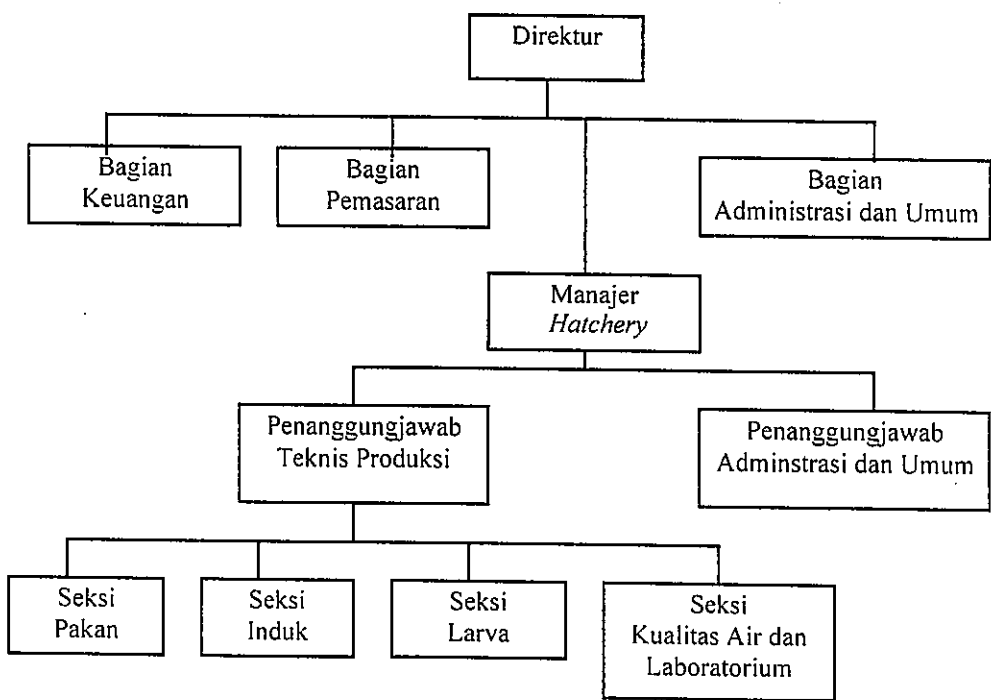 Direktur
Bagian
Keuangan
Bagian
Pemasaran
Bagian
Administrasi dan Umum
Manajer
Hatchery
Penanggungjawab
Teknis Produksi
Penanggungjawab
Adminstrasi dan Umum
Seksi
Pakan
Seksi
Induk
Seksi
Larva
Seksi
Kualitas Air dan
Laboratorium